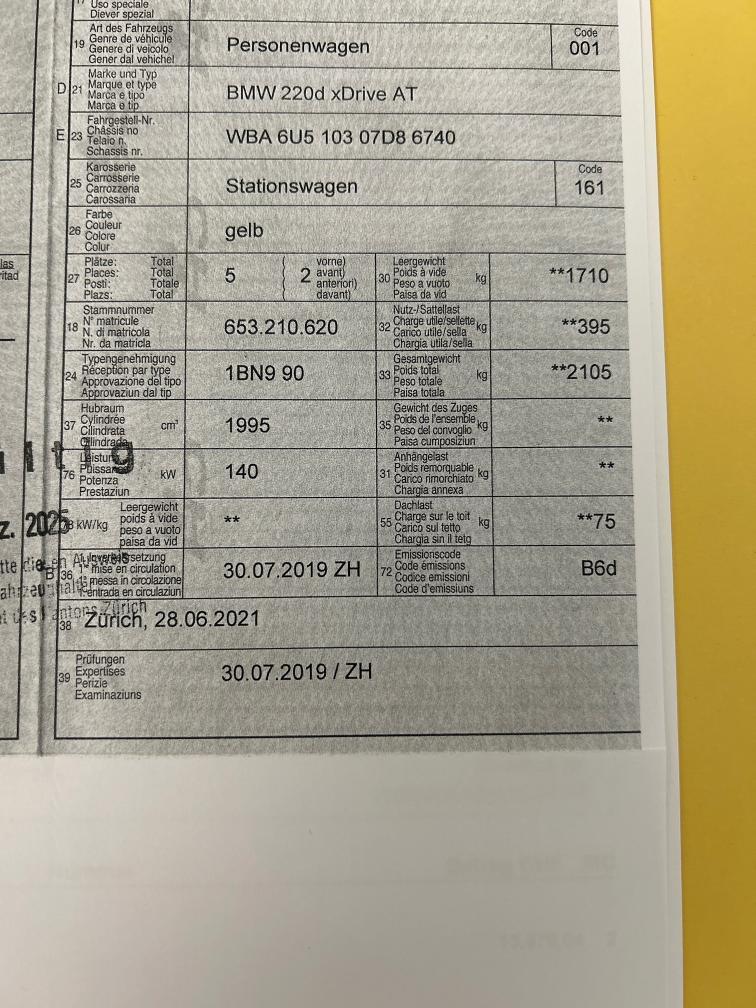 Uso speciale
Diever spezial
19 Art des Fahrzeugs
Genre de véhicule
Genere di veicolo
Gener dal vehichel
Personenwagen
Code
001
D 21 Marke und Typ
Marque et type
Marca e tipo
Marca e tip
BMW 220d xDrive AT
E 23 Fahrgestell-Nr.
Châssis no
Telaio n.
Schassis nr.
WBA 6U5 103 07D8 6740
25 Karosserie
Carrosserie
Carrozzeria
Carossaria
Stationswagen
Code
161
26 Farbe
Couleur
Colore
Colur
gelb
27 Plätze: Total
Places: Total
Posti: Totale
Plazs: Total
5
( vorne)
( 2 avant)
( anteriori)
( davant)
30 Leergewicht
Poids à vide
Peso a vuoto
Paisa da vid
kg
**1710
18 Stammnummer
N° matricule
N. di matricola
Nr. da matricla
653.210.620
32 Nutz-/Sattellast
Charge utile/sellette
Carico utile/sella
Chargia utila/sella
kg
**395
24 Typengenehmigung
Réception par type
Approvazione del tipo
Approvaziun dal tip
1BN9 90
33 Gesamtgewicht
Poids total
Peso totale
Paisa totala
kg
**2105
37 Hubraum
Cylindrée
Cilindrata
Cilindrada
cm³
1995
35 Gewicht des Zuges
Poids de l'ensemble
Peso del convoglio
Paisa cumposiziun
kg
**
76 Leistung
Puissance
Potenza
Prestaziun
kW
140
31 Anhängelast
Poids remorquable
Carico rimorchiato
Chargia annexa
kg
**
kW/kg
Leergewicht
poids à vide
peso a vuoto
paisa da vid
**
55 Dachlast
Charge sur le toit
Carico sul tetto
Chargia sin il tetg
kg
**75
B 36
1ʳᵉ mise en circulation
1ª messa in circolazione
1ª entrada en circulaziun
30.07.2019 ZH
72 Emissionscode
Code émissions
Codice emissioni
Code d'emissiuns
B6d
38 Zürich, 28.06.2021
39 Prüfungen
Expertises
Perizie
Examinaziuns
30.07.2019 / ZH